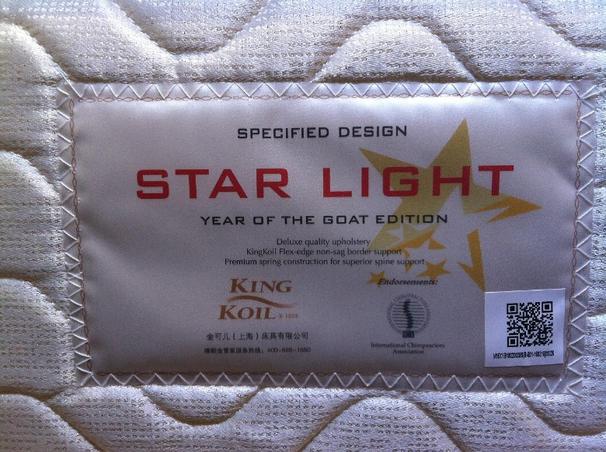 SPECIFIED DESIGN
STAR LIGHT
YEAR OF THE GOAT EDITION
Deluxe quality upholstery
KingKoil Flex-edge non-sag border support
Premium spring construction for superior spine support
Endorsements:
KING
KOIL
金可儿(上海)床具有限公司
International Chiropractors
Association